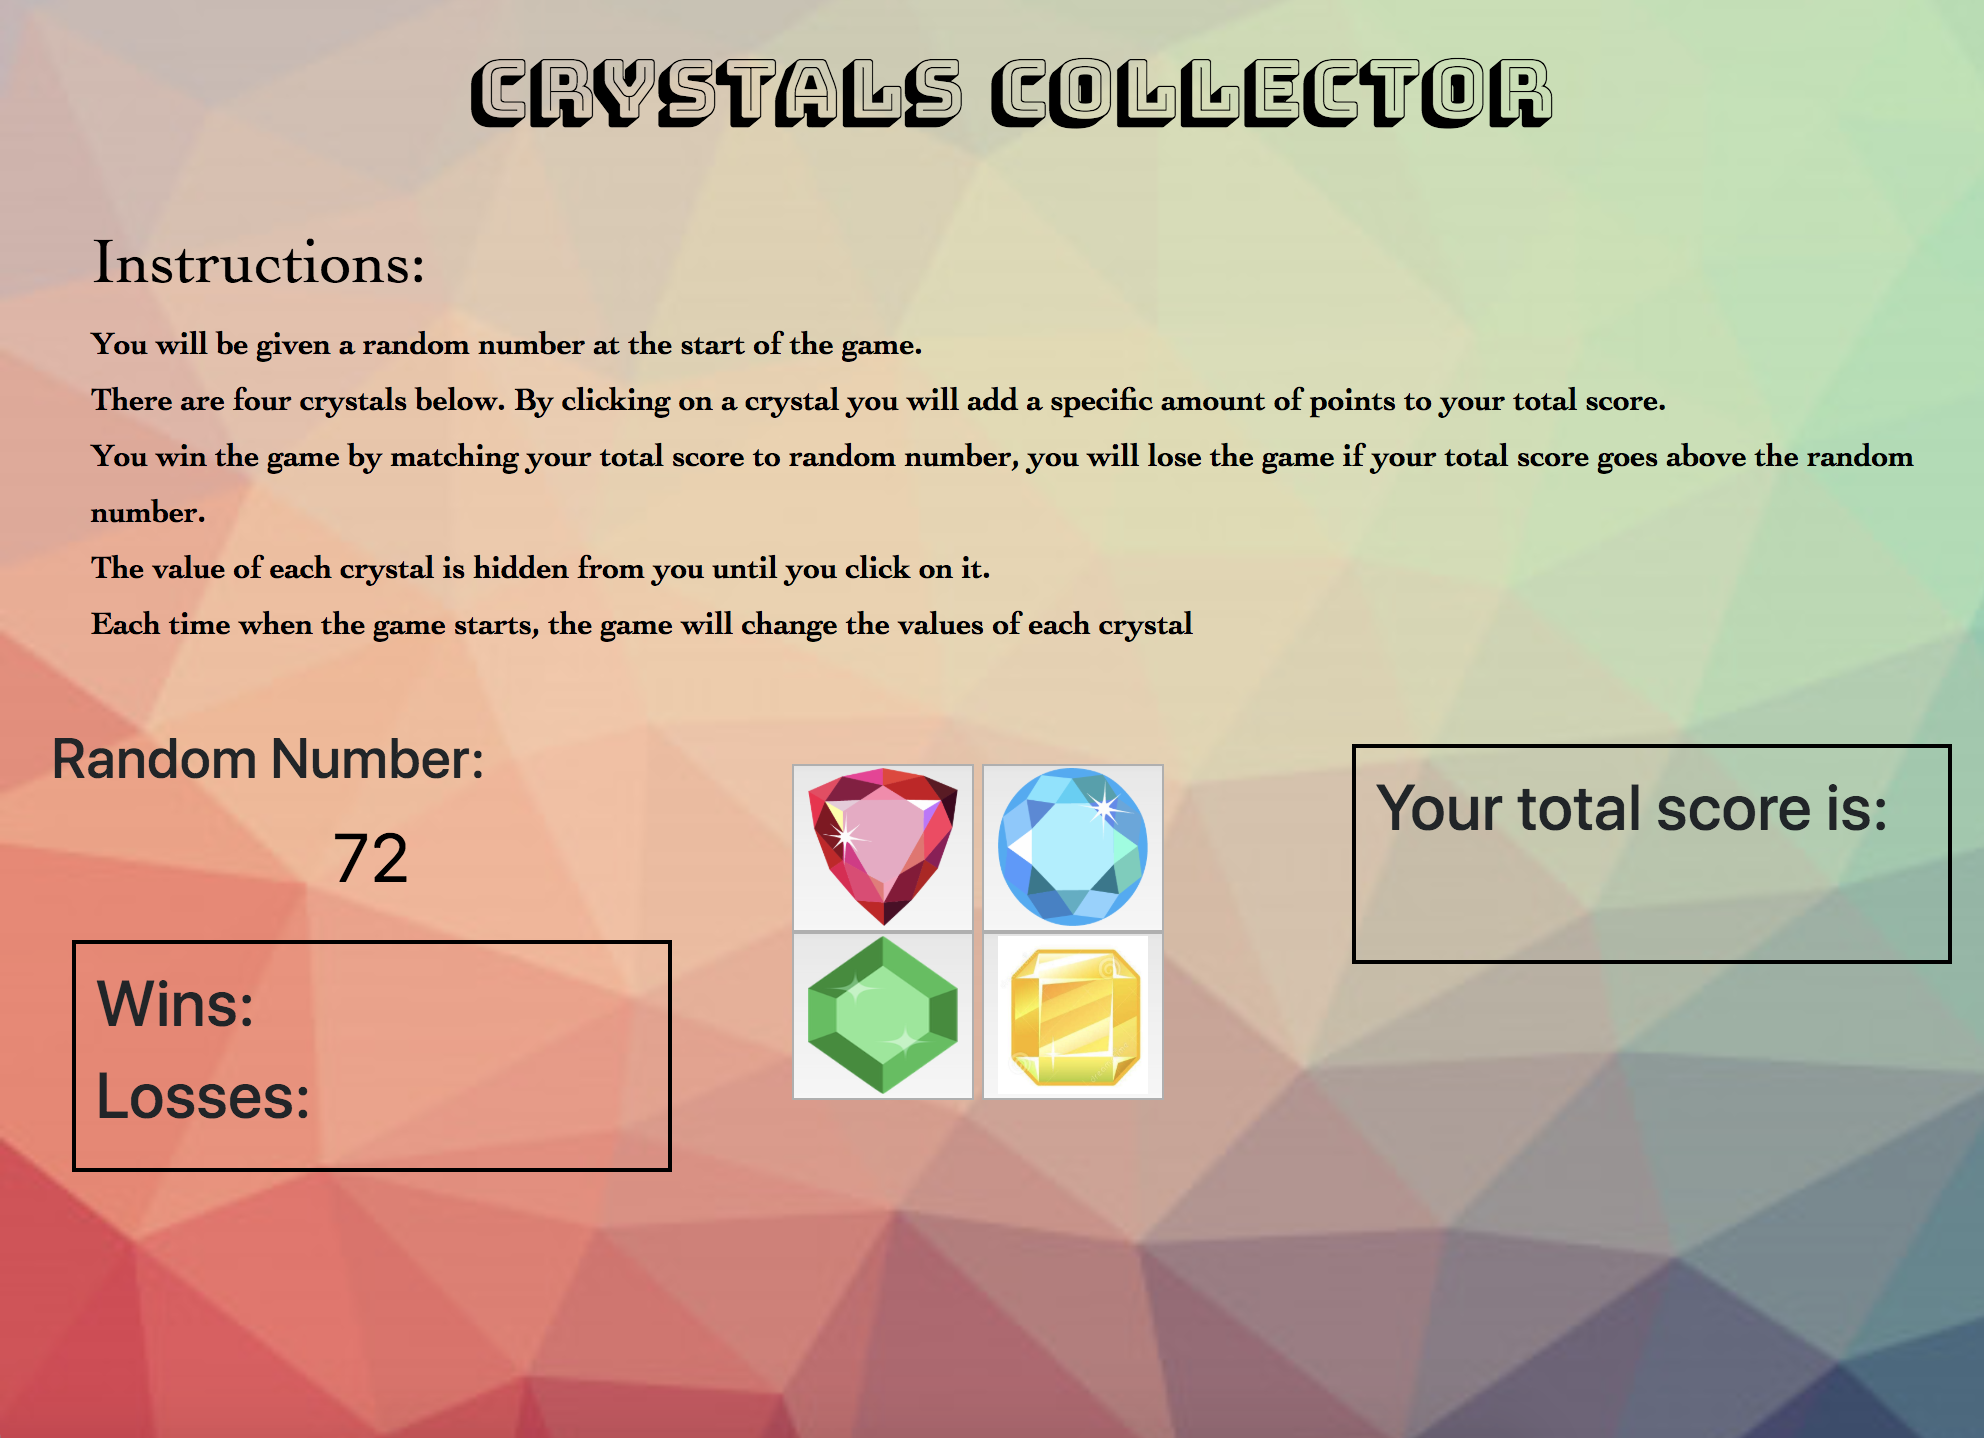 CRYSTALS COLLECTOR
Instructions:
You will be given a random number at the start of the game.
There are four crystals below. By clicking on a crystal you will add a specific amount of points to your total score.
You win the game by matching your total score to random number, you will lose the game if your total score goes above the random
number.
The value of each crystal is hidden from you until you click on it.
Each time when the game starts, the game will change the values of each crystal
Random Number:
72
Wins:
Losses:
Your total score is: